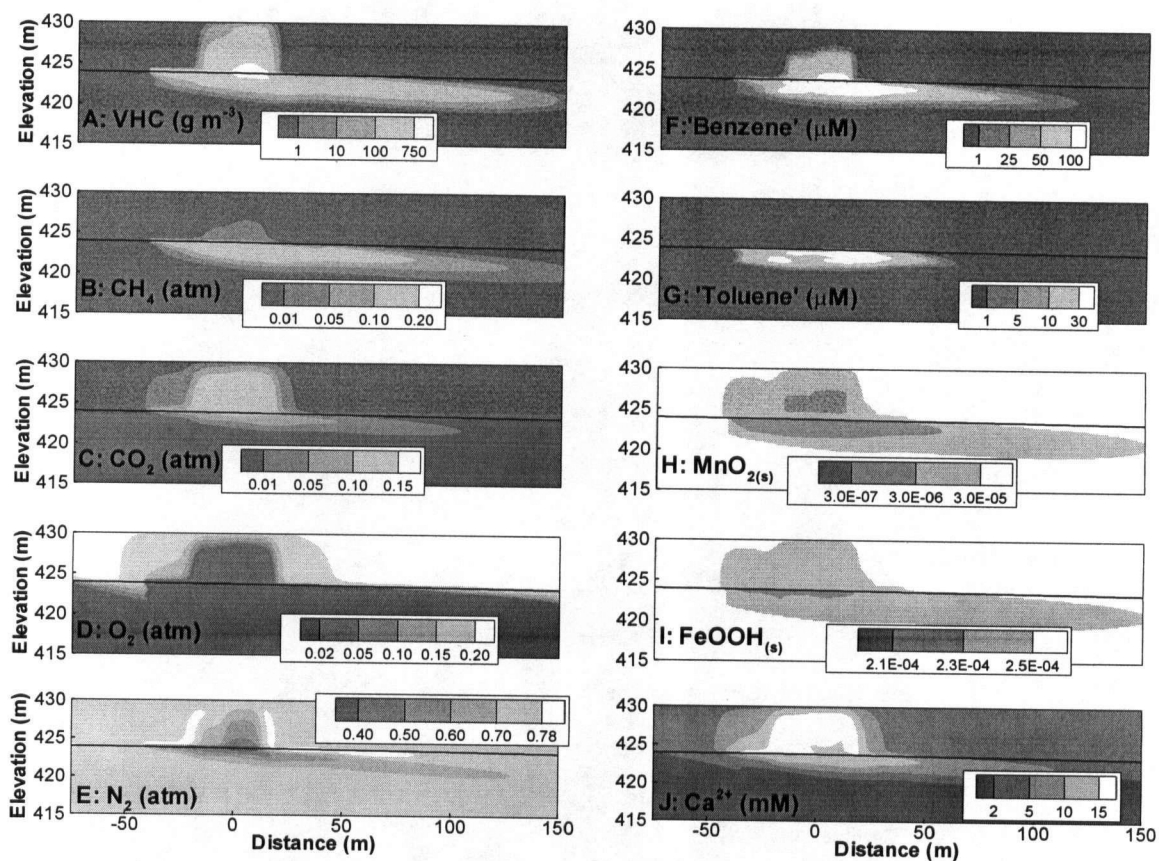 Elevation (m)
430
425
420
415
A: VHC (g m⁻³)
1 10 100 750
Elevation (m)
430
425
420
415
B: CH₄ (atm)
0.01 0.05 0.10 0.20
Elevation (m)
430
425
420
415
C: CO₂ (atm)
0.01 0.05 0.10 0.15
Elevation (m)
430
425
420
415
D: O₂ (atm)
0.02 0.05 0.10 0.15 0.20
Elevation (m)
430
425
420
415
E: N₂ (atm)
0.40 0.50 0.60 0.70 0.78
-50 0 50 100 150
Distance (m)
430
425
420
415
F:'Benzene' (μM)
1 25 50 100
430
425
420
415
G: 'Toluene' (μM)
1 5 10 30
430
425
420
415
H: MnO₂₍ₛ₎
3.0E-07 3.0E-06 3.0E-05
430
425
420
415
I: FeOOH₍ₛ₎
2.1E-04 2.3E-04 2.5E-04
430
425
420
415
J: Ca²⁺ (mM)
2 5 10 15
-50 0 50 100 150
Distance (m)